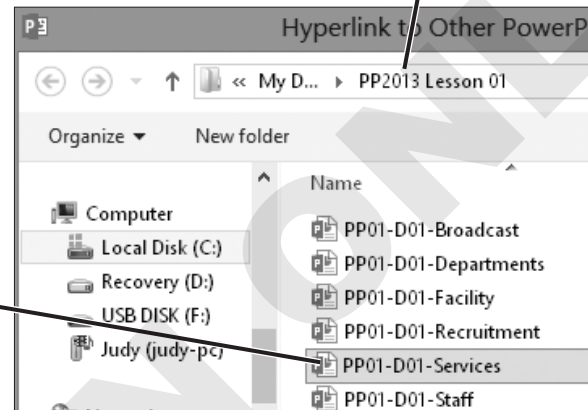 Hyperlink to Other PowerP
« My D... ▸ PP2013 Lesson 01
Organize ▾ New folder
Name
Computer
Local Disk (C:)
Recovery (D:)
USB DISK (F:)
Judy (judy-pc)
PP01-D01-Broadcast
PP01-D01-Departments
PP01-D01-Facility
PP01-D01-Recruitment
PP01-D01-Services
PP01-D01-Staff